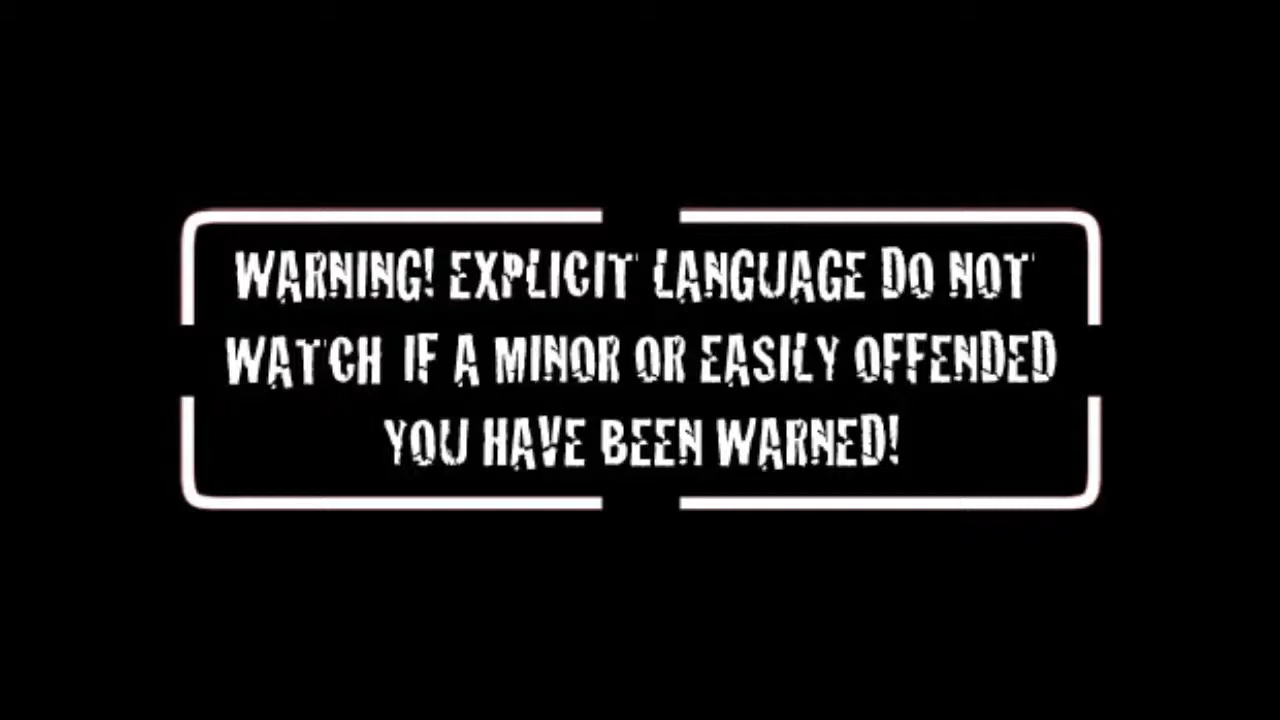 WARNING! EXPLICIT LANGUAGE DO NOT
WATCH IF A MINOR OR EASILY OFFENDED
YOU HAVE BEEN WARNED!